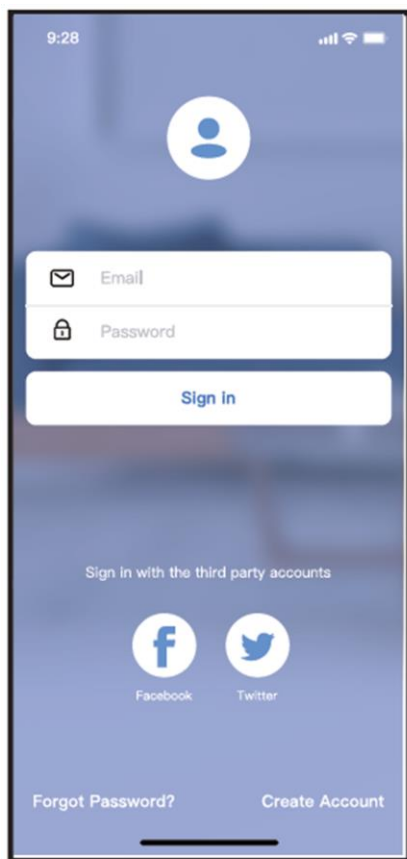 9:28
Email
Password
Sign in
Sign in with the third party accounts
Facebook Twitter
Forgot Password? Create Account